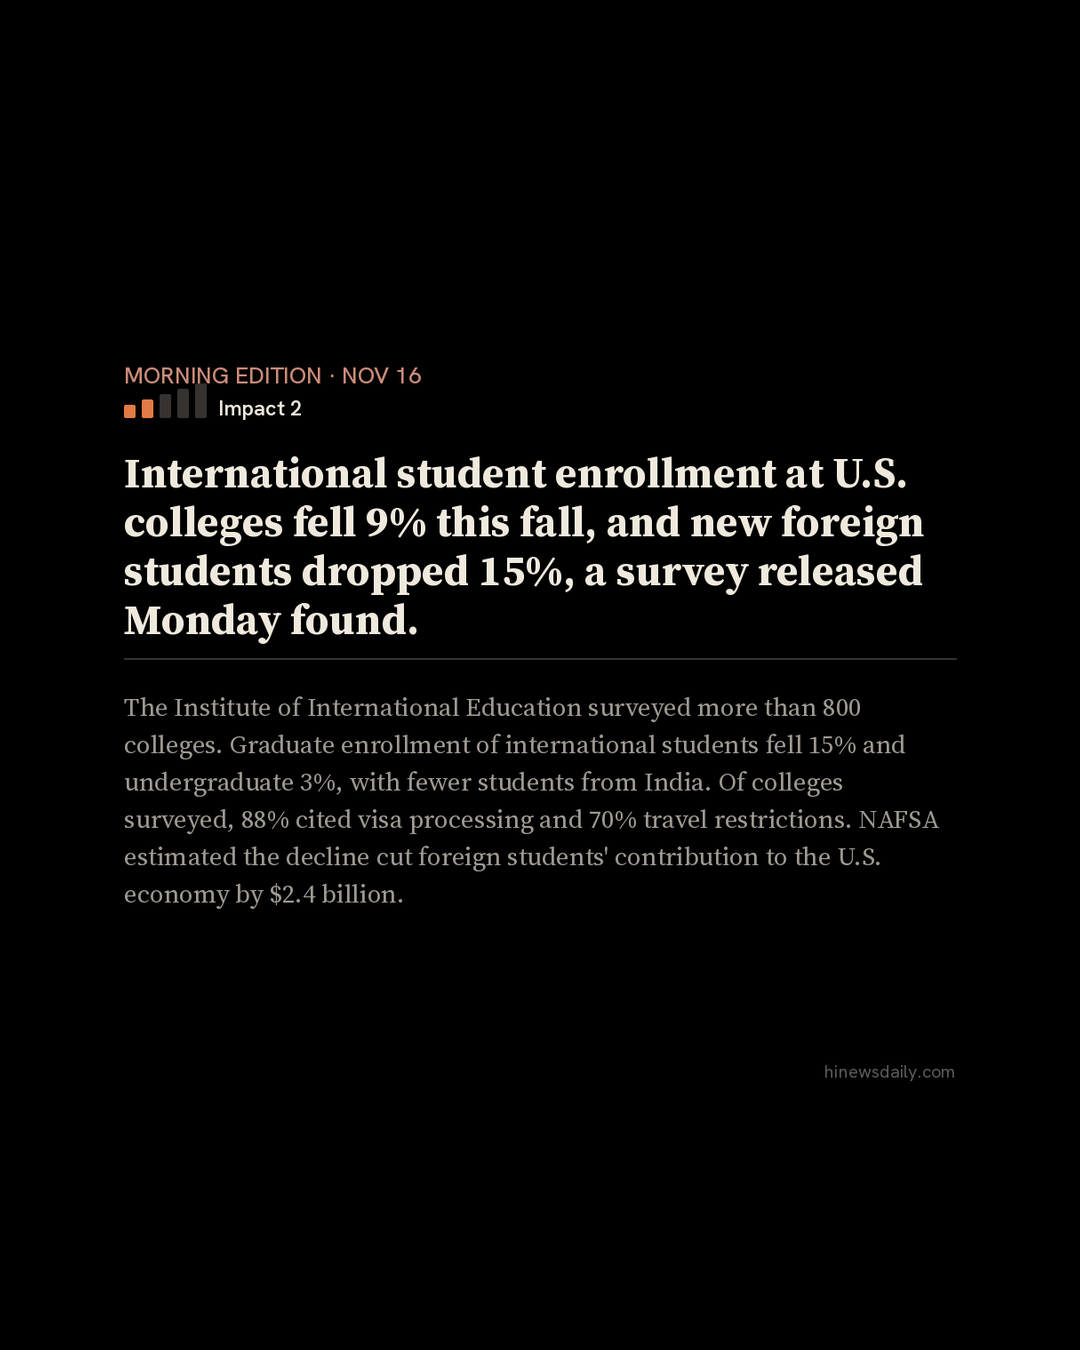 MORNING EDITION · NOV 16
Impact 2
International student enrollment at U.S.
colleges fell 9% this fall, and new foreign
students dropped 15%, a survey released
Monday found.
The Institute of International Education surveyed more than 800
colleges. Graduate enrollment of international students fell 15% and
undergraduate 3%, with fewer students from India. Of colleges
surveyed, 88% cited visa processing and 70% travel restrictions. NAFSA
estimated the decline cut foreign students' contribution to the U.S.
economy by $2.4 billion.
hinewsdaily.com